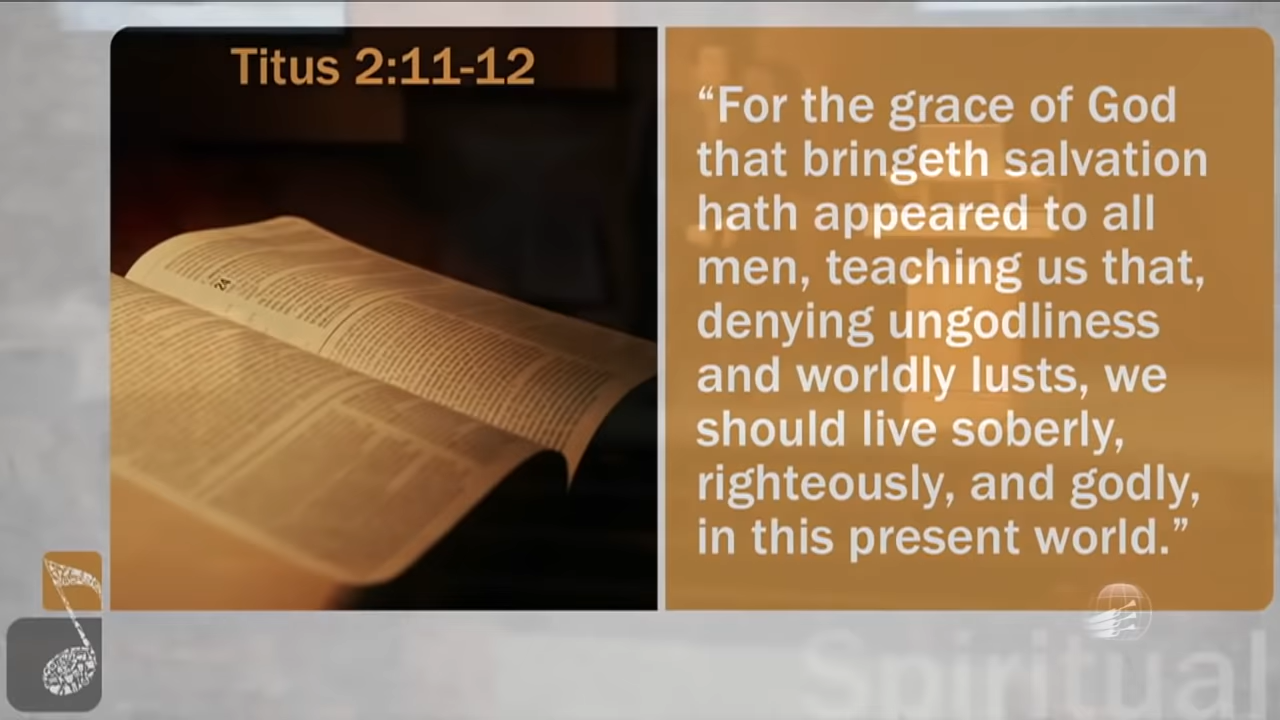 Titus 2:11-12
“For the grace of God
that bringeth salvation
hath appeared to all
men, teaching us that,
denying ungodliness
and worldly lusts, we
should live soberly,
righteously, and godly,
in this present world.”
24
Spiritual